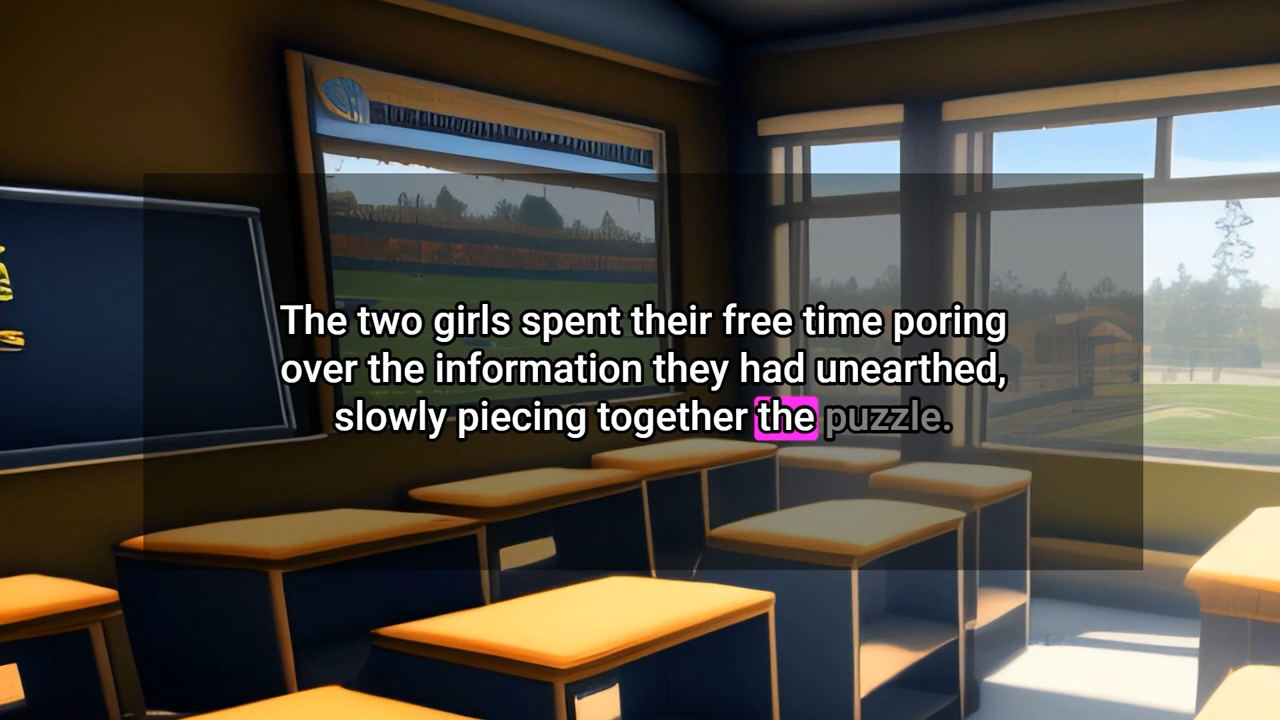 The two girls spent their free time poring
over the information they had unearthed,
slowly piecing together the puzzle.